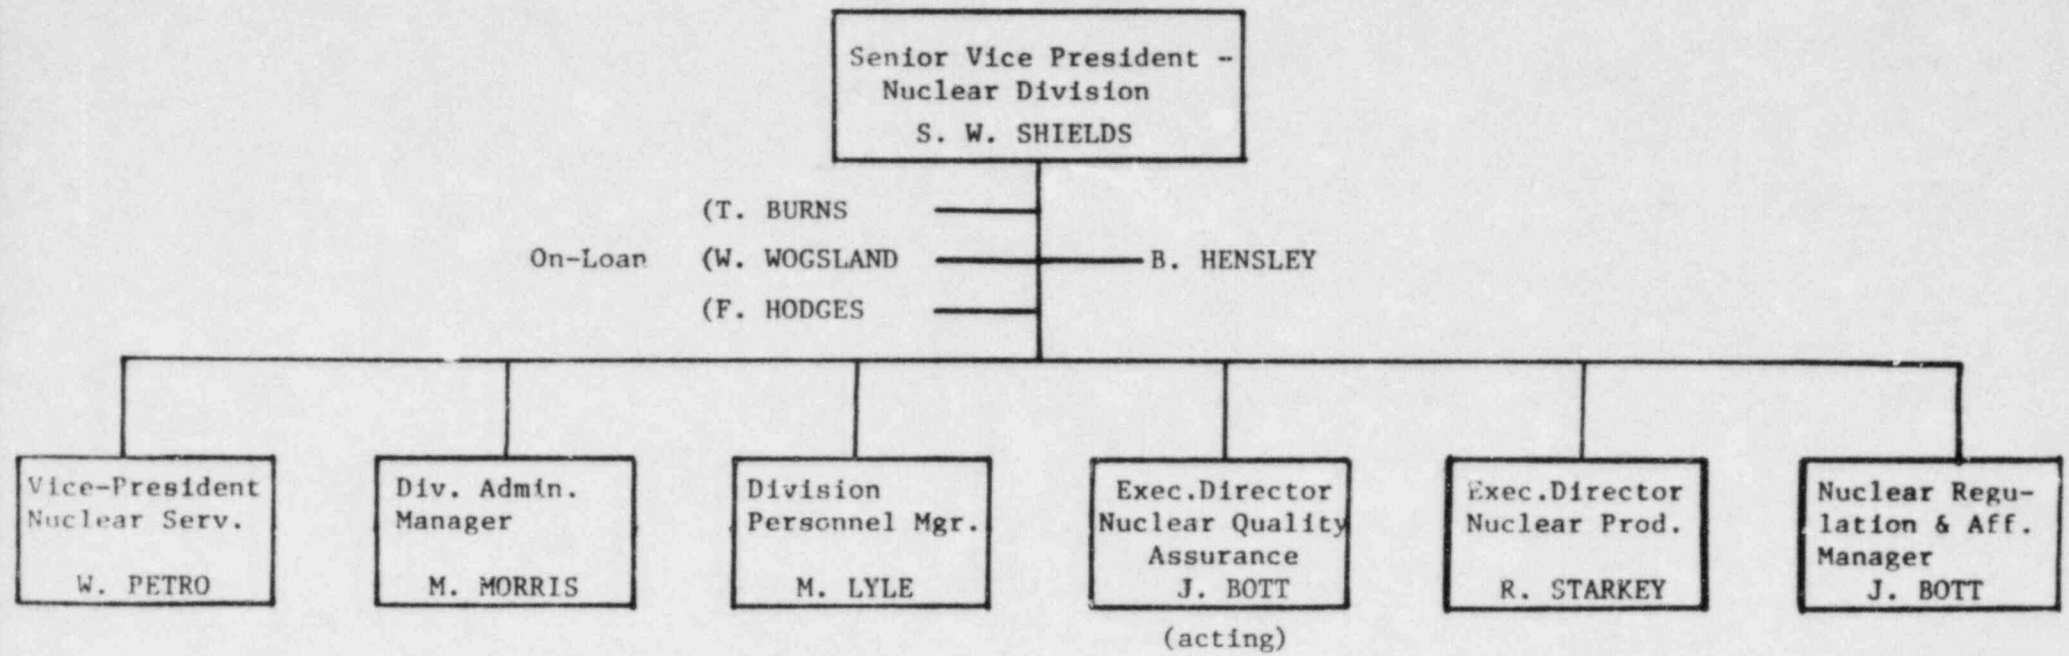 Senior Vice President -
Nuclear Division
S. W. SHIELDS
(T. BURNS
On-Loan (W. WOGSLAND
B. HENSLEY
(F. HODGES
Vice-President
Nuclear Serv.
W. PETRO
Div. Admin.
Manager
M. MORRIS
Division
Personnel Mgr.
M. LYLE
Exec.Director
Nuclear Quality
Assurance
J. BOTT
(acting)
Exec.Director
Nuclear Prod.
R. STARKEY
Nuclear Regu-
lation & Aff.
Manager
J. BOTT